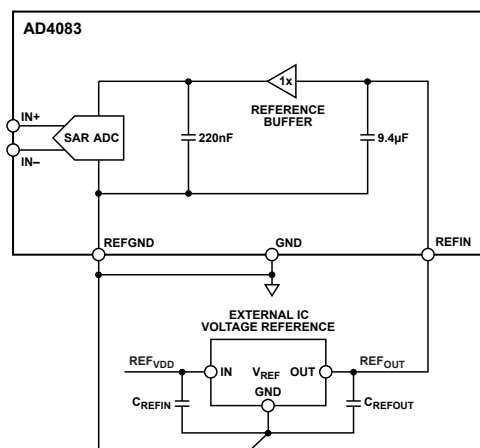 AD4083
IN+
IN–
SAR ADC
1x
REFERENCE
BUFFER
220nF
9.4µF
REFGND
GND
REFIN
EXTERNAL IC
VOLTAGE REFERENCE
REFVDD
IN
VREF
OUT
REFOUT
GND
CREFIN
CREFOUT